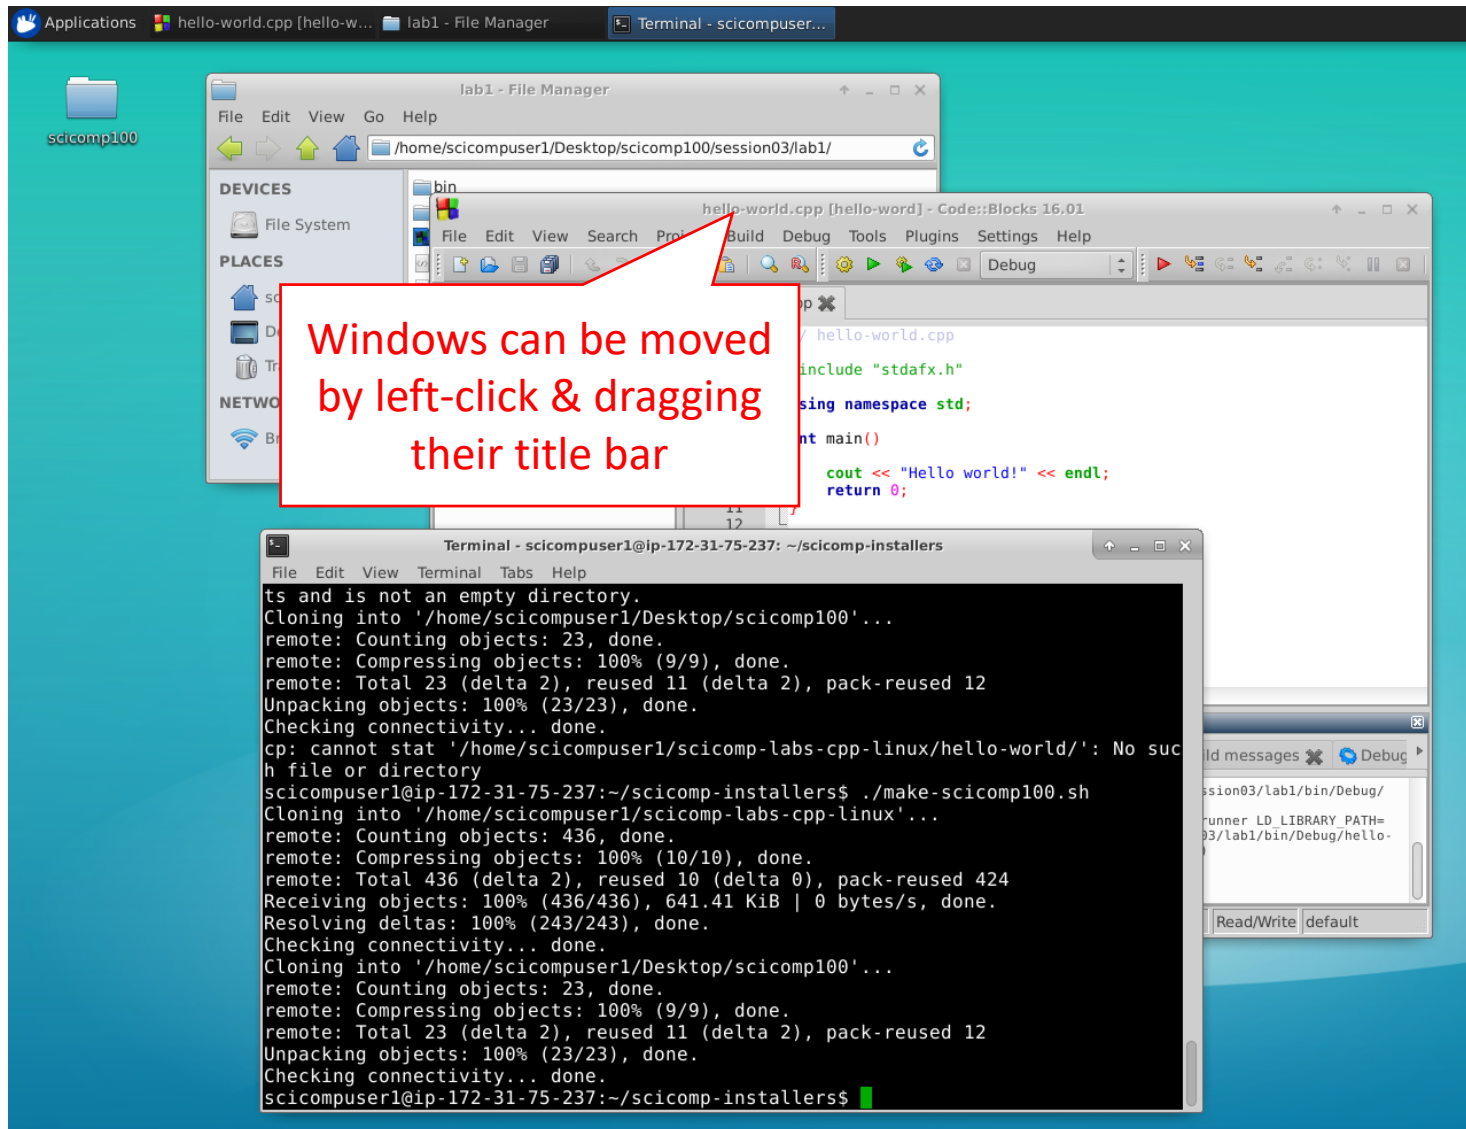 Applications hello-world.cpp [hello-w... lab1 - File Manager Terminal - scicompuser...
scicomp100
lab1 - File Manager
File Edit View Go Help
/home/scicompuser1/Desktop/scicomp100/session03/lab1/
DEVICES
File System
PLACES
sc
De
Tr
NETWO
Br
bin
hello-world.cpp [hello-word] - Code::Blocks 16.01
File Edit View Search Proj Build Debug Tools Plugins Settings Help
Debug
pp
Windows can be moved
by left-click & dragging
their title bar
/ hello-world.cpp
include "stdafx.h"
sing namespace std;
nt main()
cout << "Hello world!" << endl;
return 0;
11 }
12
Terminal - scicompuser1@ip-172-31-75-237: ~/scicomp-installers
File Edit View Terminal Tabs Help
ts and is not an empty directory.
Cloning into '/home/scicompuser1/Desktop/scicomp100'...
remote: Counting objects: 23, done.
remote: Compressing objects: 100% (9/9), done.
remote: Total 23 (delta 2), reused 11 (delta 2), pack-reused 12
Unpacking objects: 100% (23/23), done.
Checking connectivity... done.
cp: cannot stat '/home/scicompuser1/scicomp-labs-cpp-linux/hello-world/': No suc
h file or directory
scicompuser1@ip-172-31-75-237:~/scicomp-installers$ ./make-scicomp100.sh
Cloning into '/home/scicompuser1/scicomp-labs-cpp-linux'...
remote: Counting objects: 436, done.
remote: Compressing objects: 100% (10/10), done.
remote: Total 436 (delta 2), reused 10 (delta 0), pack-reused 424
Receiving objects: 100% (436/436), 641.41 KiB | 0 bytes/s, done.
Resolving deltas: 100% (243/243), done.
Checking connectivity... done.
Cloning into '/home/scicompuser1/Desktop/scicomp100'...
remote: Counting objects: 23, done.
remote: Compressing objects: 100% (9/9), done.
remote: Total 23 (delta 2), reused 11 (delta 2), pack-reused 12
Unpacking objects: 100% (23/23), done.
Checking connectivity... done.
scicompuser1@ip-172-31-75-237:~/scicomp-installers$
ld messages Debug
ssion03/lab1/bin/Debug/
runner LD_LIBRARY_PATH=
03/lab1/bin/Debug/hello-
)
Read/Write default